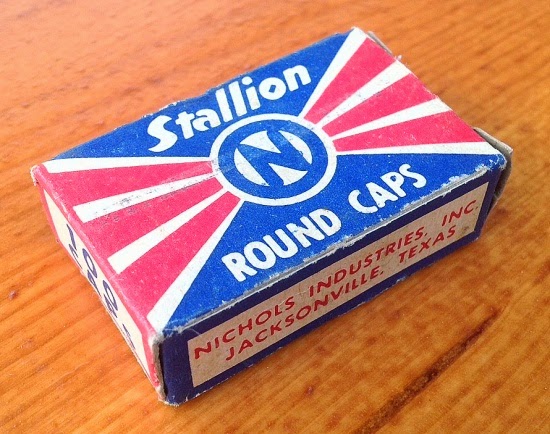 Stallion
N
ROUND CAPS
NICHOLS INDUSTRIES, INC.
JACKSONVILLE, TEXAS